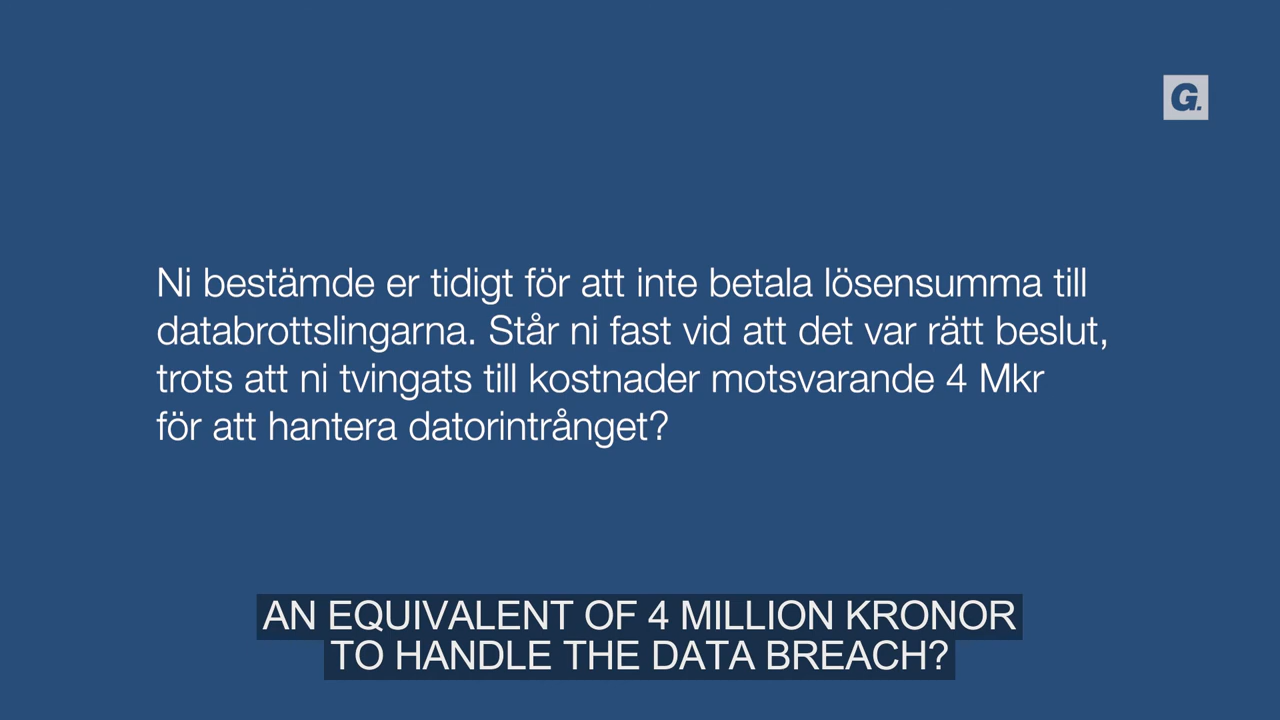 G.
Ni bestämde er tidigt för att inte betala lösensumma till
databrottslingarna. Står ni fast vid att det var rätt beslut,
trots att ni tvingats till kostnader motsvarande 4 Mkr
för att hantera datorintrånget?
AN EQUIVALENT OF 4 MILLION KRONOR
TO HANDLE THE DATA BREACH?